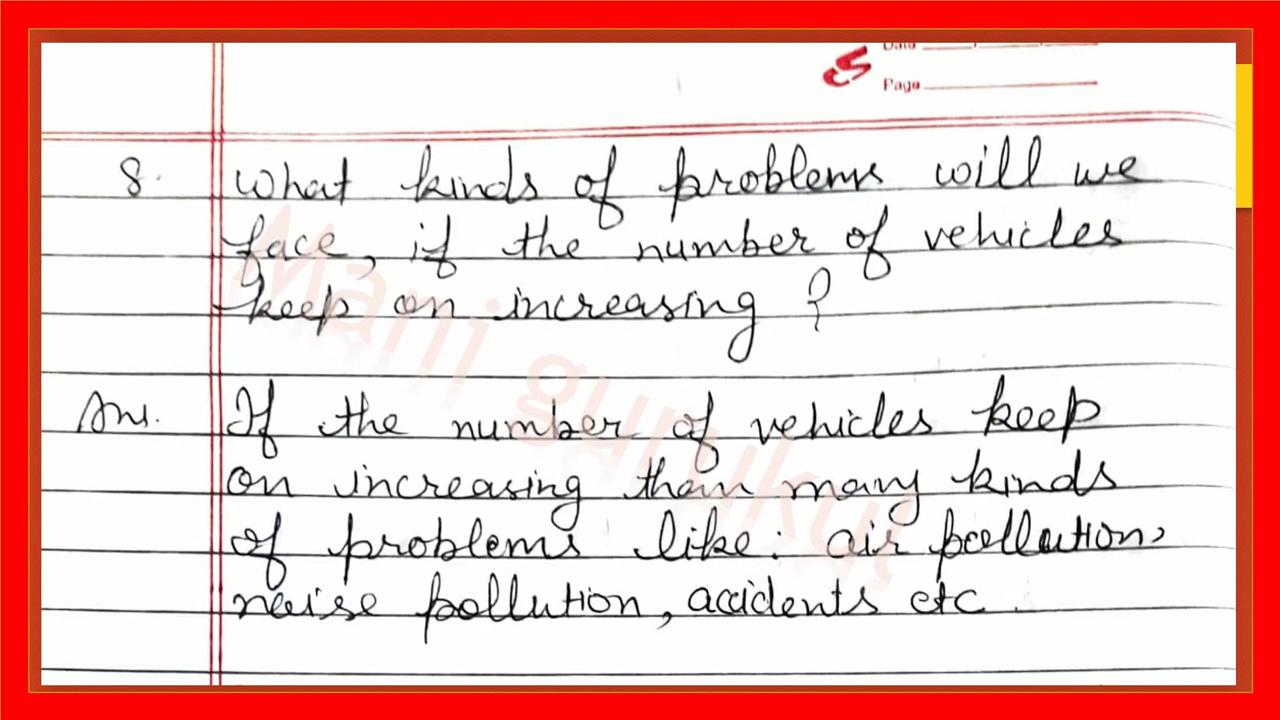 Date
Page
8. What kinds of problems will we
face, if the number of vehicles
keep on increasing ?
Ans. If the number of vehicles keep
on increasing than many kinds
of problems like: air pollution,
noise pollution, accidents etc.
Mani gurukul